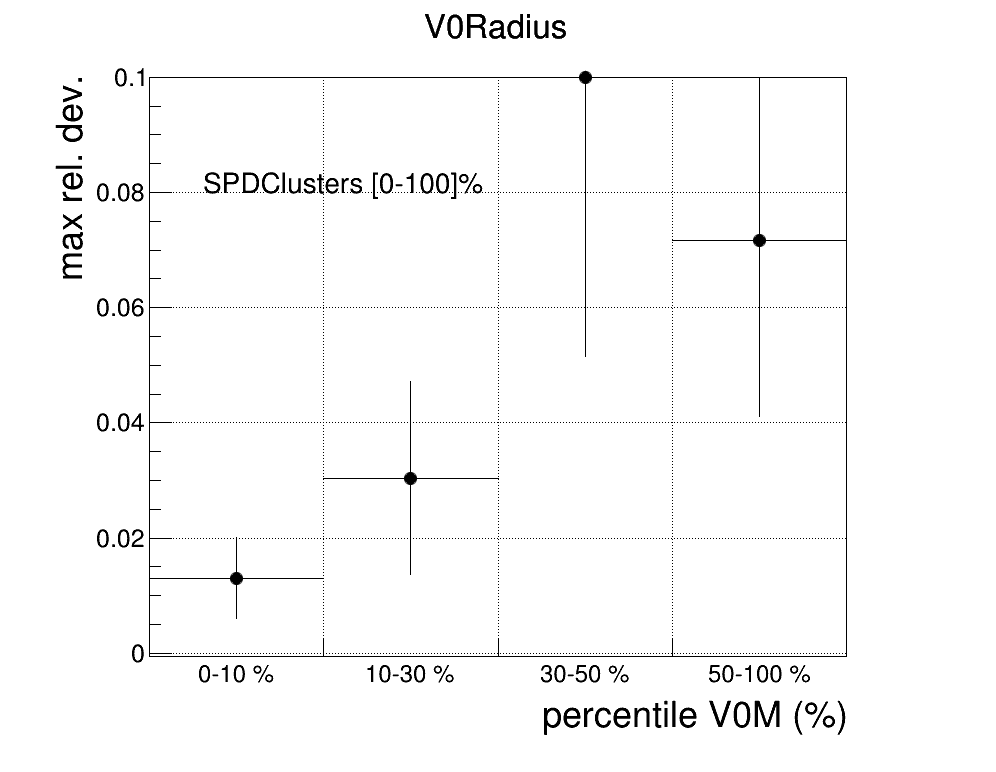 V0Radius
max rel. dev.
0.1
0.08
0.06
0.04
0.02
0
SPDClusters [0-100]%
0-10 %
10-30 %
30-50 %
50-100 %
percentile V0M (%)